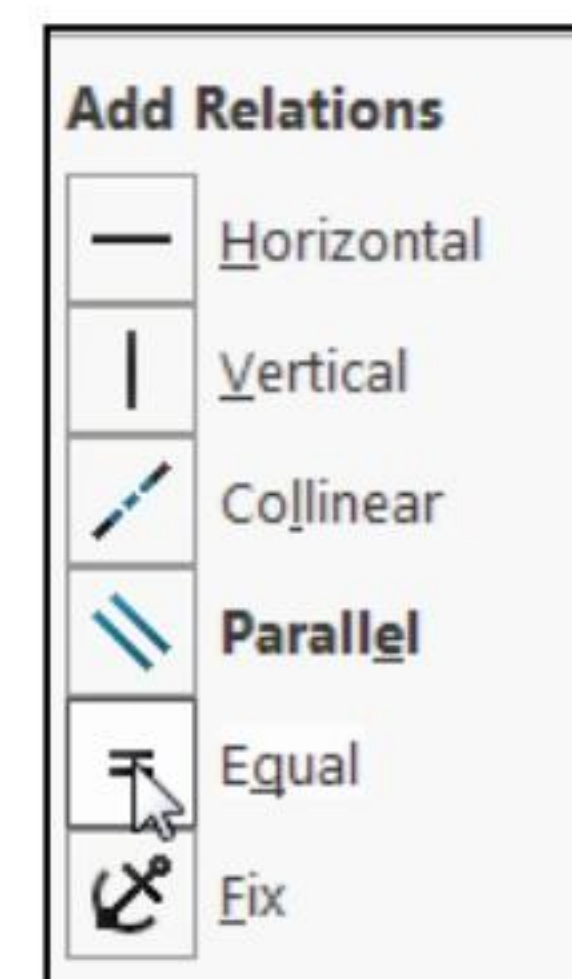 Add Relations
Horizontal
Vertical
Collinear
Parallel
Equal
Fix